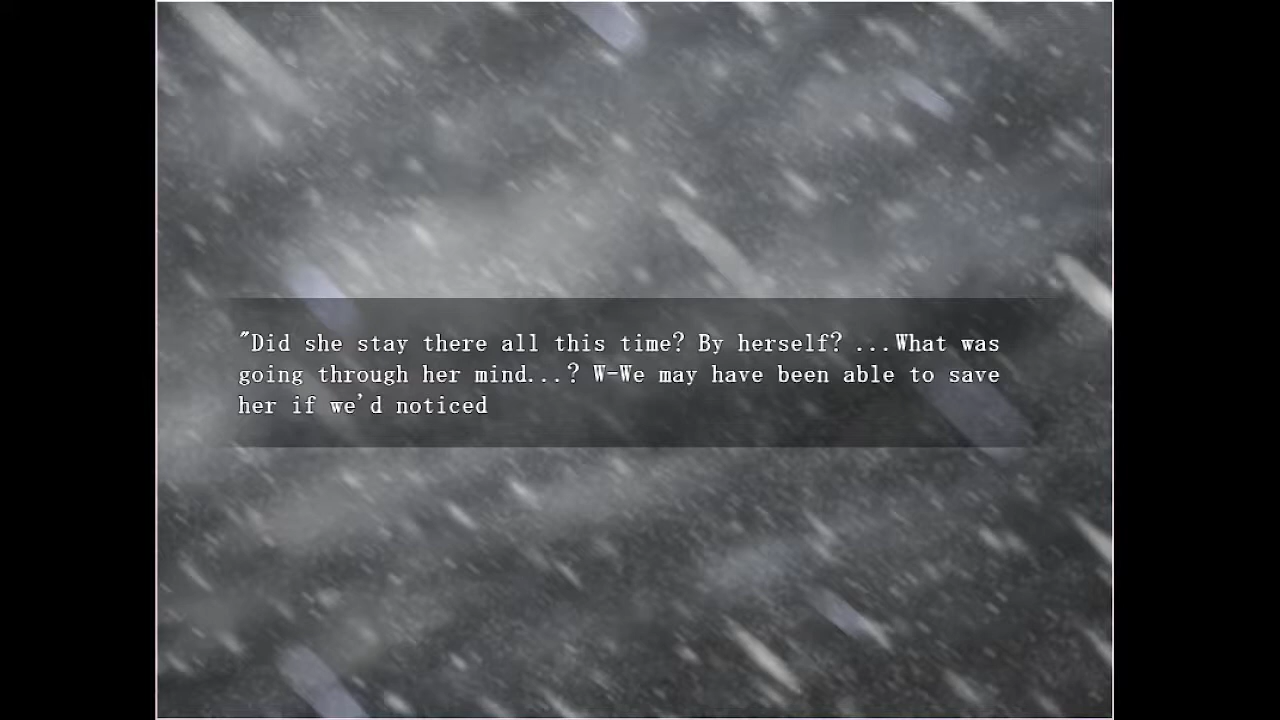 "Did she stay there all this time? By herself? ...What was
going through her mind...? W-We may have been able to save
her if we'd noticed